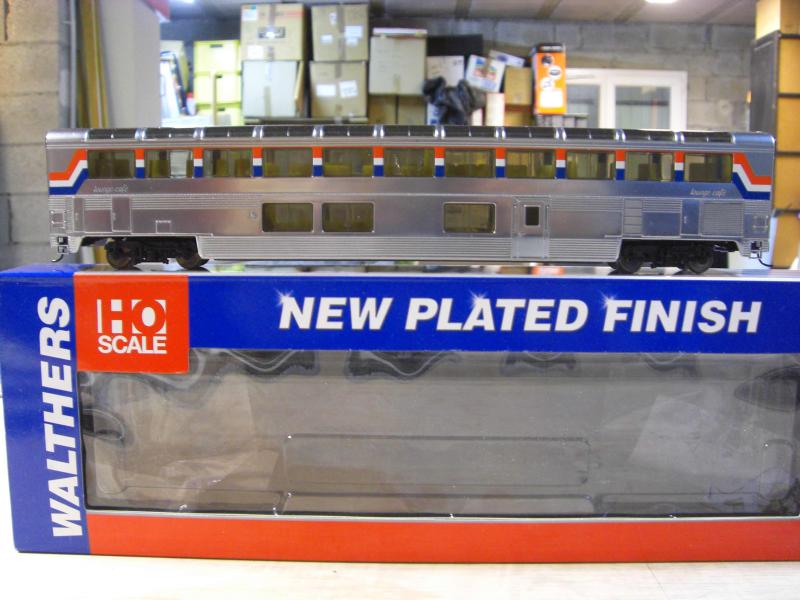 lounge-café
lounge café
HO
SCALE
NEW PLATED FINISH
WALTHERS